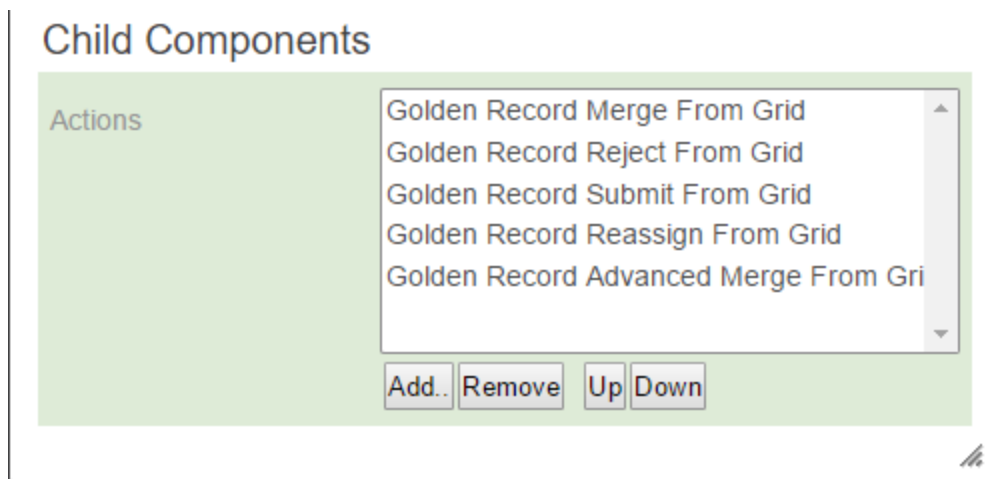 Child Components
Actions
Golden Record Merge From Grid
Golden Record Reject From Grid
Golden Record Submit From Grid
Golden Record Reassign From Grid
Golden Record Advanced Merge From Gri
Add.. Remove Up Down